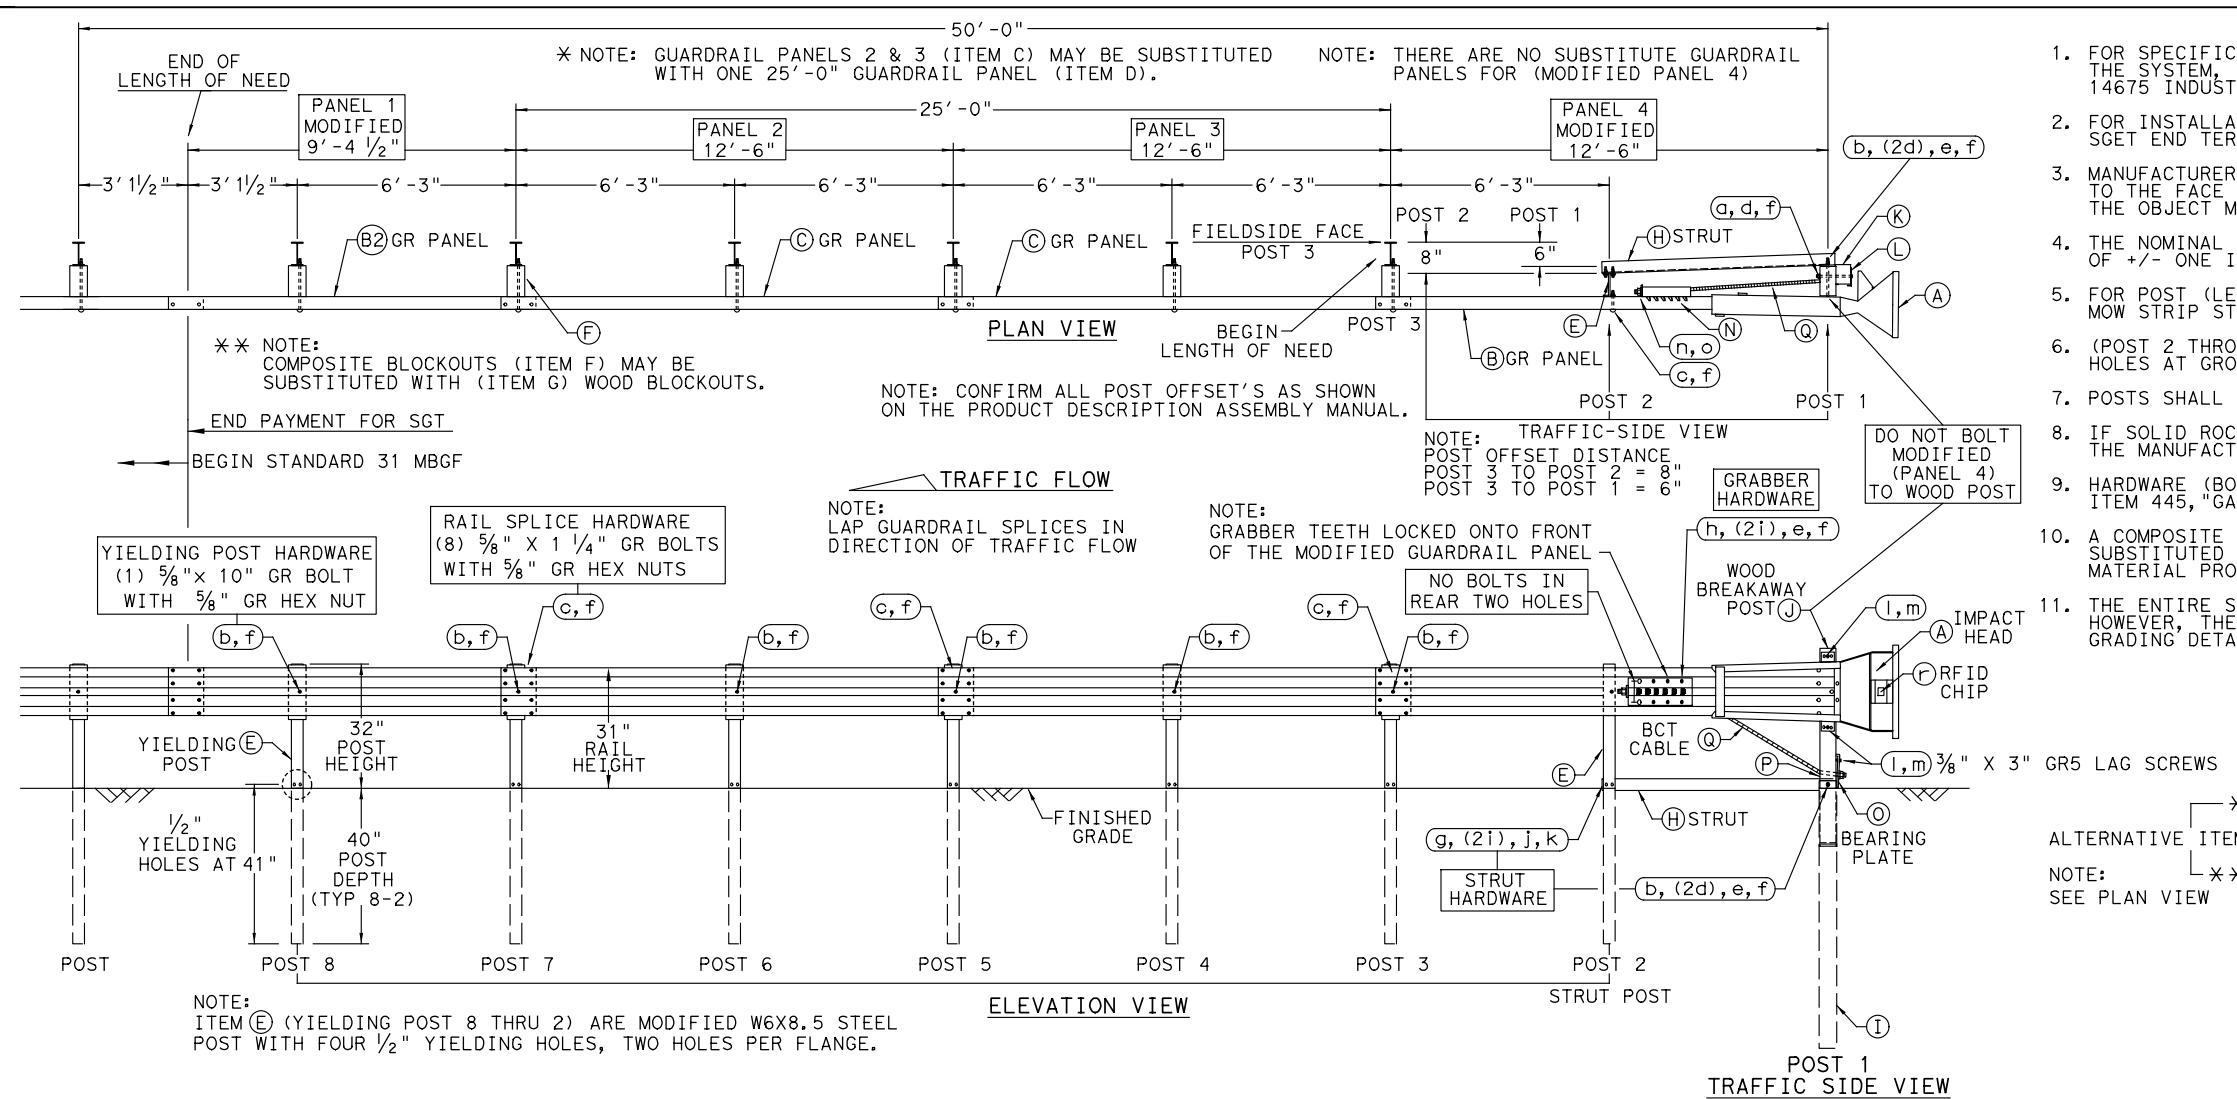 50'-0"
* NOTE: GUARDRAIL PANELS 2 & 3 (ITEM C) MAY BE SUBSTITUTED
WITH ONE 25'-0" GUARDRAIL PANEL (ITEM D).
NOTE: THERE ARE NO SUBSTITUTE GUARDRAIL
PANELS FOR (MODIFIED PANEL 4)
END OF
LENGTH OF NEED
PANEL 1
MODIFIED
9'-4 1/2"
25'-0"
PANEL 2
12'-6"
PANEL 3
12'-6"
PANEL 4
MODIFIED
12'-6"
b, (2d), e, f
3' 1 1/2"
3' 1 1/2"
6'-3"
6'-3"
6'-3"
6'-3"
6'-3"
6'-3"
POST 2
POST 1
a, d, f
K
B2 GR PANEL
C GR PANEL
C GR PANEL
FIELDSIDE FACE
POST 3
8"
6"
H STRUT
L
A
F
PLAN VIEW
BEGIN
LENGTH OF NEED
POST 3
E
N
Q
n, o
B GR PANEL
c, f
** NOTE:
COMPOSITE BLOCKOUTS (ITEM F) MAY BE
SUBSTITUTED WITH (ITEM G) WOOD BLOCKOUTS.
NOTE: CONFIRM ALL POST OFFSET'S AS SHOWN
ON THE PRODUCT DESCRIPTION ASSEMBLY MANUAL.
POST 2
POST 1
END PAYMENT FOR SGT
BEGIN STANDARD 31 MBGF
TRAFFIC-SIDE VIEW
NOTE:
POST OFFSET DISTANCE
POST 3 TO POST 2 = 8"
POST 3 TO POST 1 = 6"
DO NOT BOLT
MODIFIED
(PANEL 4)
TO WOOD POST
TRAFFIC FLOW
NOTE:
LAP GUARDRAIL SPLICES IN
DIRECTION OF TRAFFIC FLOW
NOTE:
GRABBER TEETH LOCKED ONTO FRONT
OF THE MODIFIED GUARDRAIL PANEL
GRABBER
HARDWARE
h, (2i), e, f
YIELDING POST HARDWARE
(1) 5/8"x 10" GR BOLT
WITH 5/8" GR HEX NUT
RAIL SPLICE HARDWARE
(8) 5/8" X 1 1/4" GR BOLTS
WITH 5/8" GR HEX NUTS
NO BOLTS IN
REAR TWO HOLES
WOOD
BREAKAWAY
POST J
l, m
A IMPACT
HEAD
r RFID
CHIP
b, f
c, f
b, f
b, f
c, f
b, f
b, f
c, f
b, f
YIELDING E
POST
32"
POST
HEIGHT
31"
RAIL
HEIGHT
BCT
CABLE Q
E
P
l, m 3/8" X 3" GR5 LAG SCREWS
1/2"
YIELDING
HOLES AT 41"
40"
POST
DEPTH
(TYP 8-2)
FINISHED
GRADE
H STRUT
O
BEARING
PLATE
g, (2i), j, k
STRUT
HARDWARE
b, (2d), e, f
ALTERNATIVE ITEM
NOTE:
SEE PLAN VIEW
POST
POST 8
POST 7
POST 6
POST 5
POST 4
POST 3
POST 2
STRUT POST
NOTE:
ITEM E (YIELDING POST 8 THRU 2) ARE MODIFIED W6X8.5 STEEL
POST WITH FOUR 1/2" YIELDING HOLES, TWO HOLES PER FLANGE.
ELEVATION VIEW
I
POST 1
TRAFFIC SIDE VIEW
1. FOR SPECIFIC
THE SYSTEM,
14675 INDUST
2. FOR INSTALLA
SGET END TER
3. MANUFACTURER
TO THE FACE
THE OBJECT M
4. THE NOMINAL
OF +/- ONE I
5. FOR POST (LE
MOW STRIP ST
6. (POST 2 THRO
HOLES AT GRO
7. POSTS SHALL
8. IF SOLID ROC
THE MANUFACT
9. HARDWARE (BO
ITEM 445, "GA
10. A COMPOSITE
SUBSTITUTED
MATERIAL PRO
11. THE ENTIRE S
HOWEVER, THE
GRADING DETA